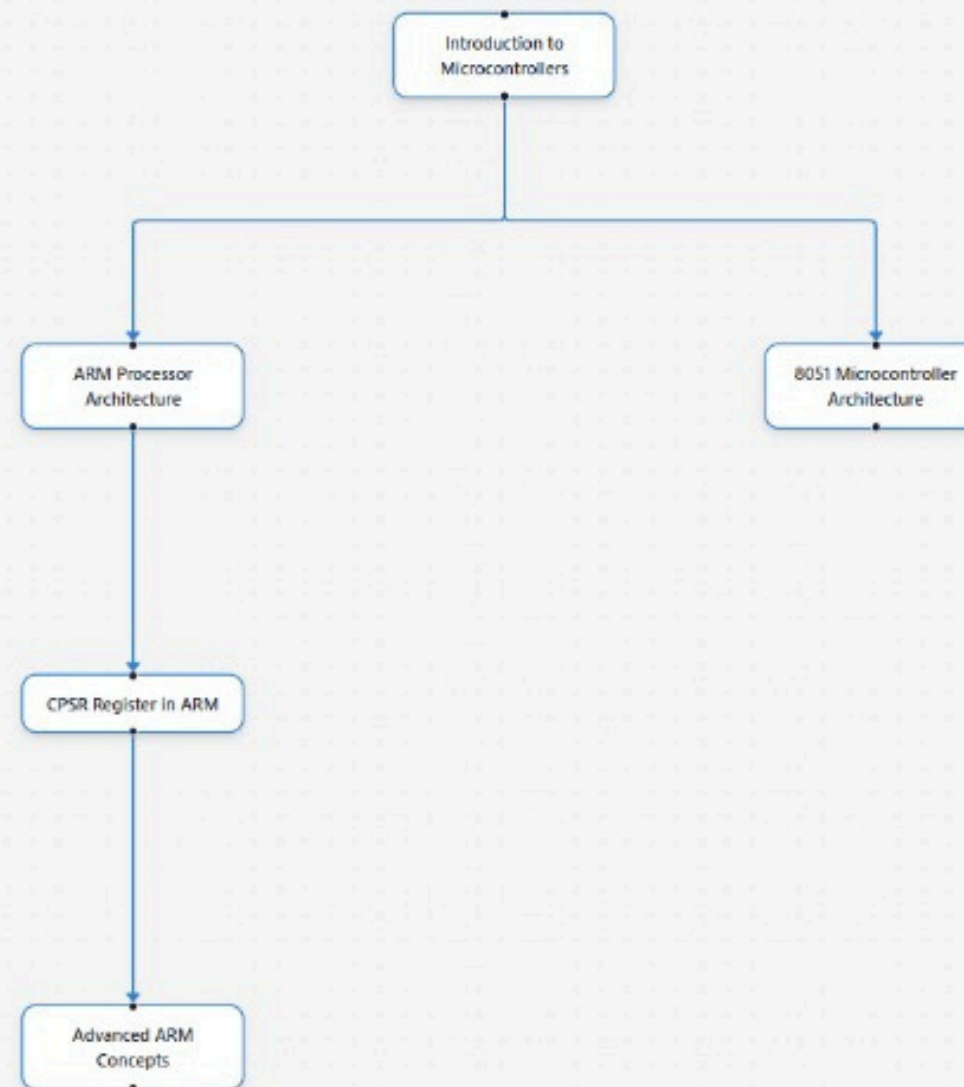 Introduction to
Microcontrollers
ARM Processor
Architecture
8051 Microcontroller
Architecture
CPSR Register in ARM
Advanced ARM
Concepts